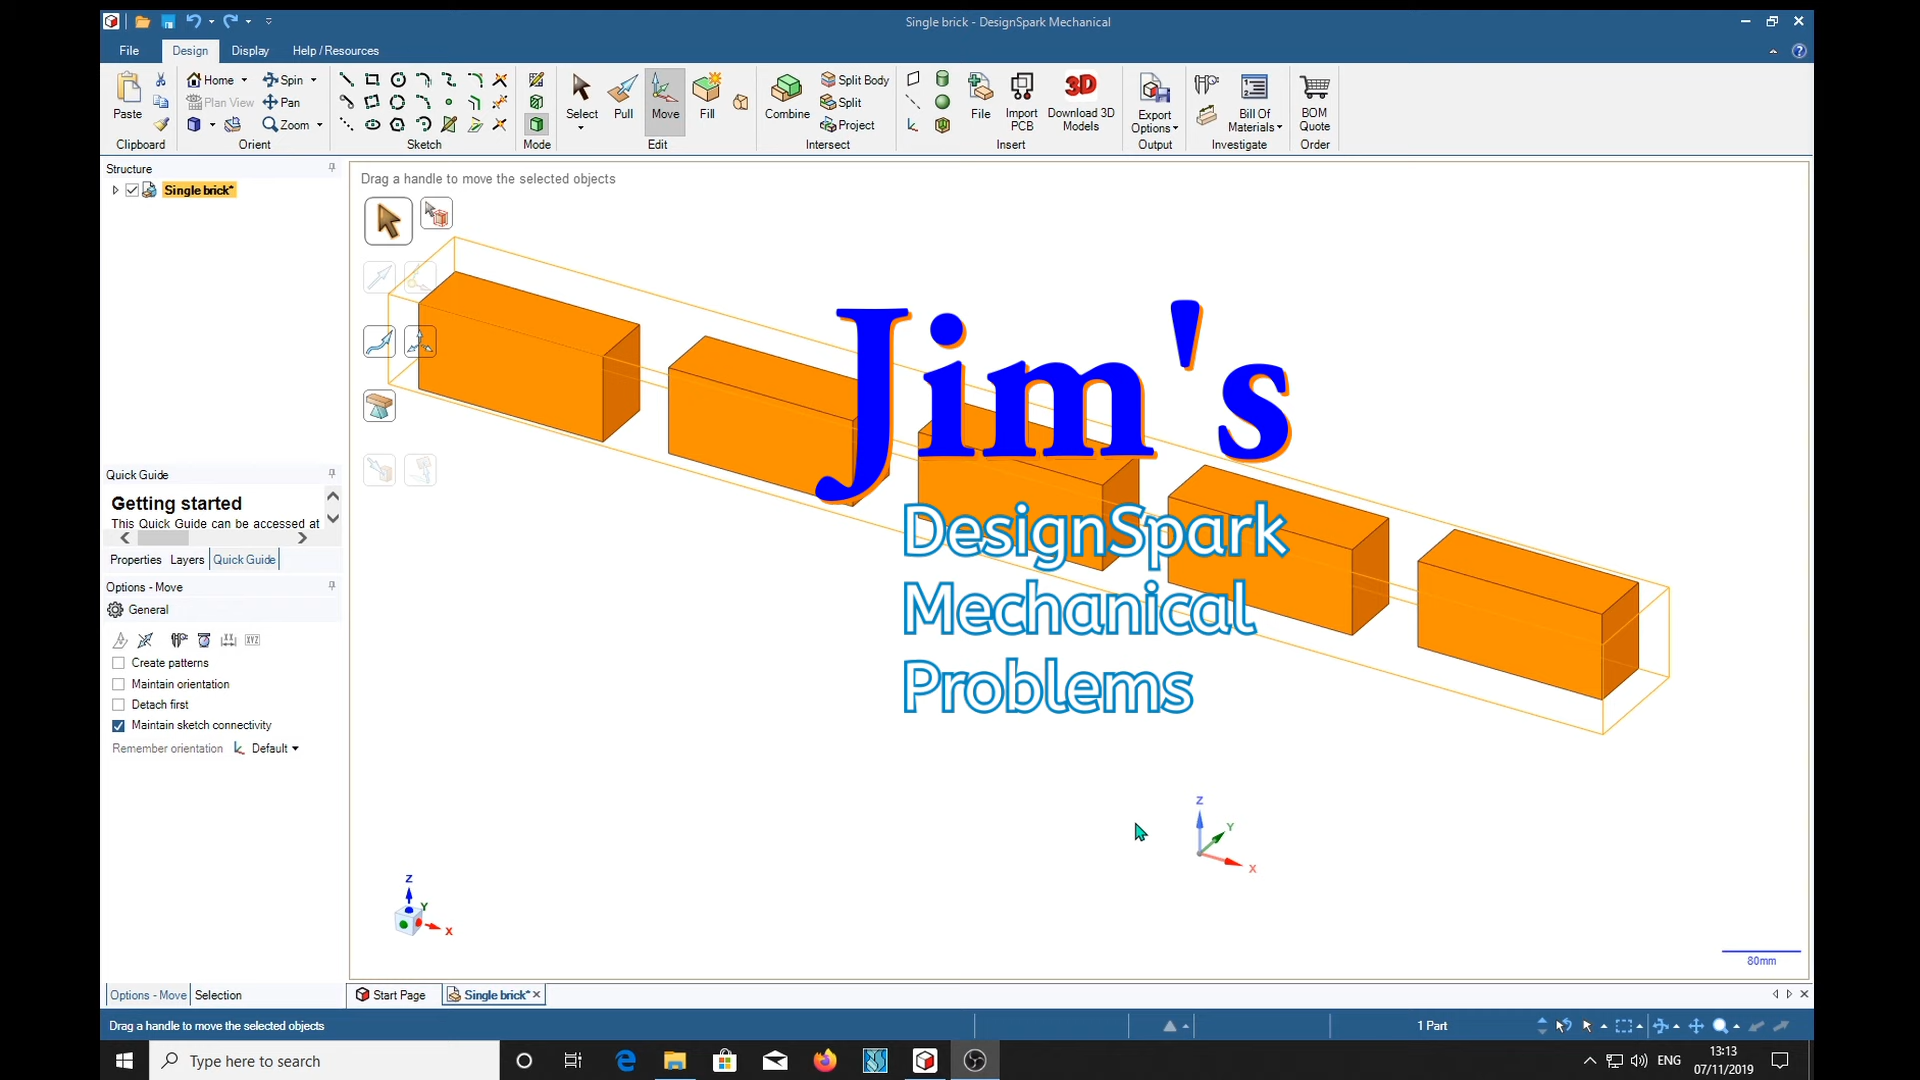 Single brick - DesignSpark Mechanical
File Design Display Help / Resources
Home Spin Split Body
Plan View Pan Split
Zoom Project
Paste Select Pull Move Fill Combine File Import PCB Download 3D Models Export Options Bill Of Materials BOM Quote
3D
Clipboard Orient Sketch Mode Edit Intersect Insert Output Investigate Order
Structure
Single brick*
Drag a handle to move the selected objects
Jim's
DesignSpark
Mechanical
Problems
Quick Guide
Getting started
This Quick Guide can be accessed at
Properties Layers Quick Guide
Options - Move
General
XYZ
Create patterns
Maintain orientation
Detach first
Maintain sketch connectivity
Remember orientation Default
Z
Y
X
Z
Y
X
80mm
Options - Move Selection Start Page Single brick*
Drag a handle to move the selected objects 1 Part
Type here to search
ENG
13:13
07/11/2019